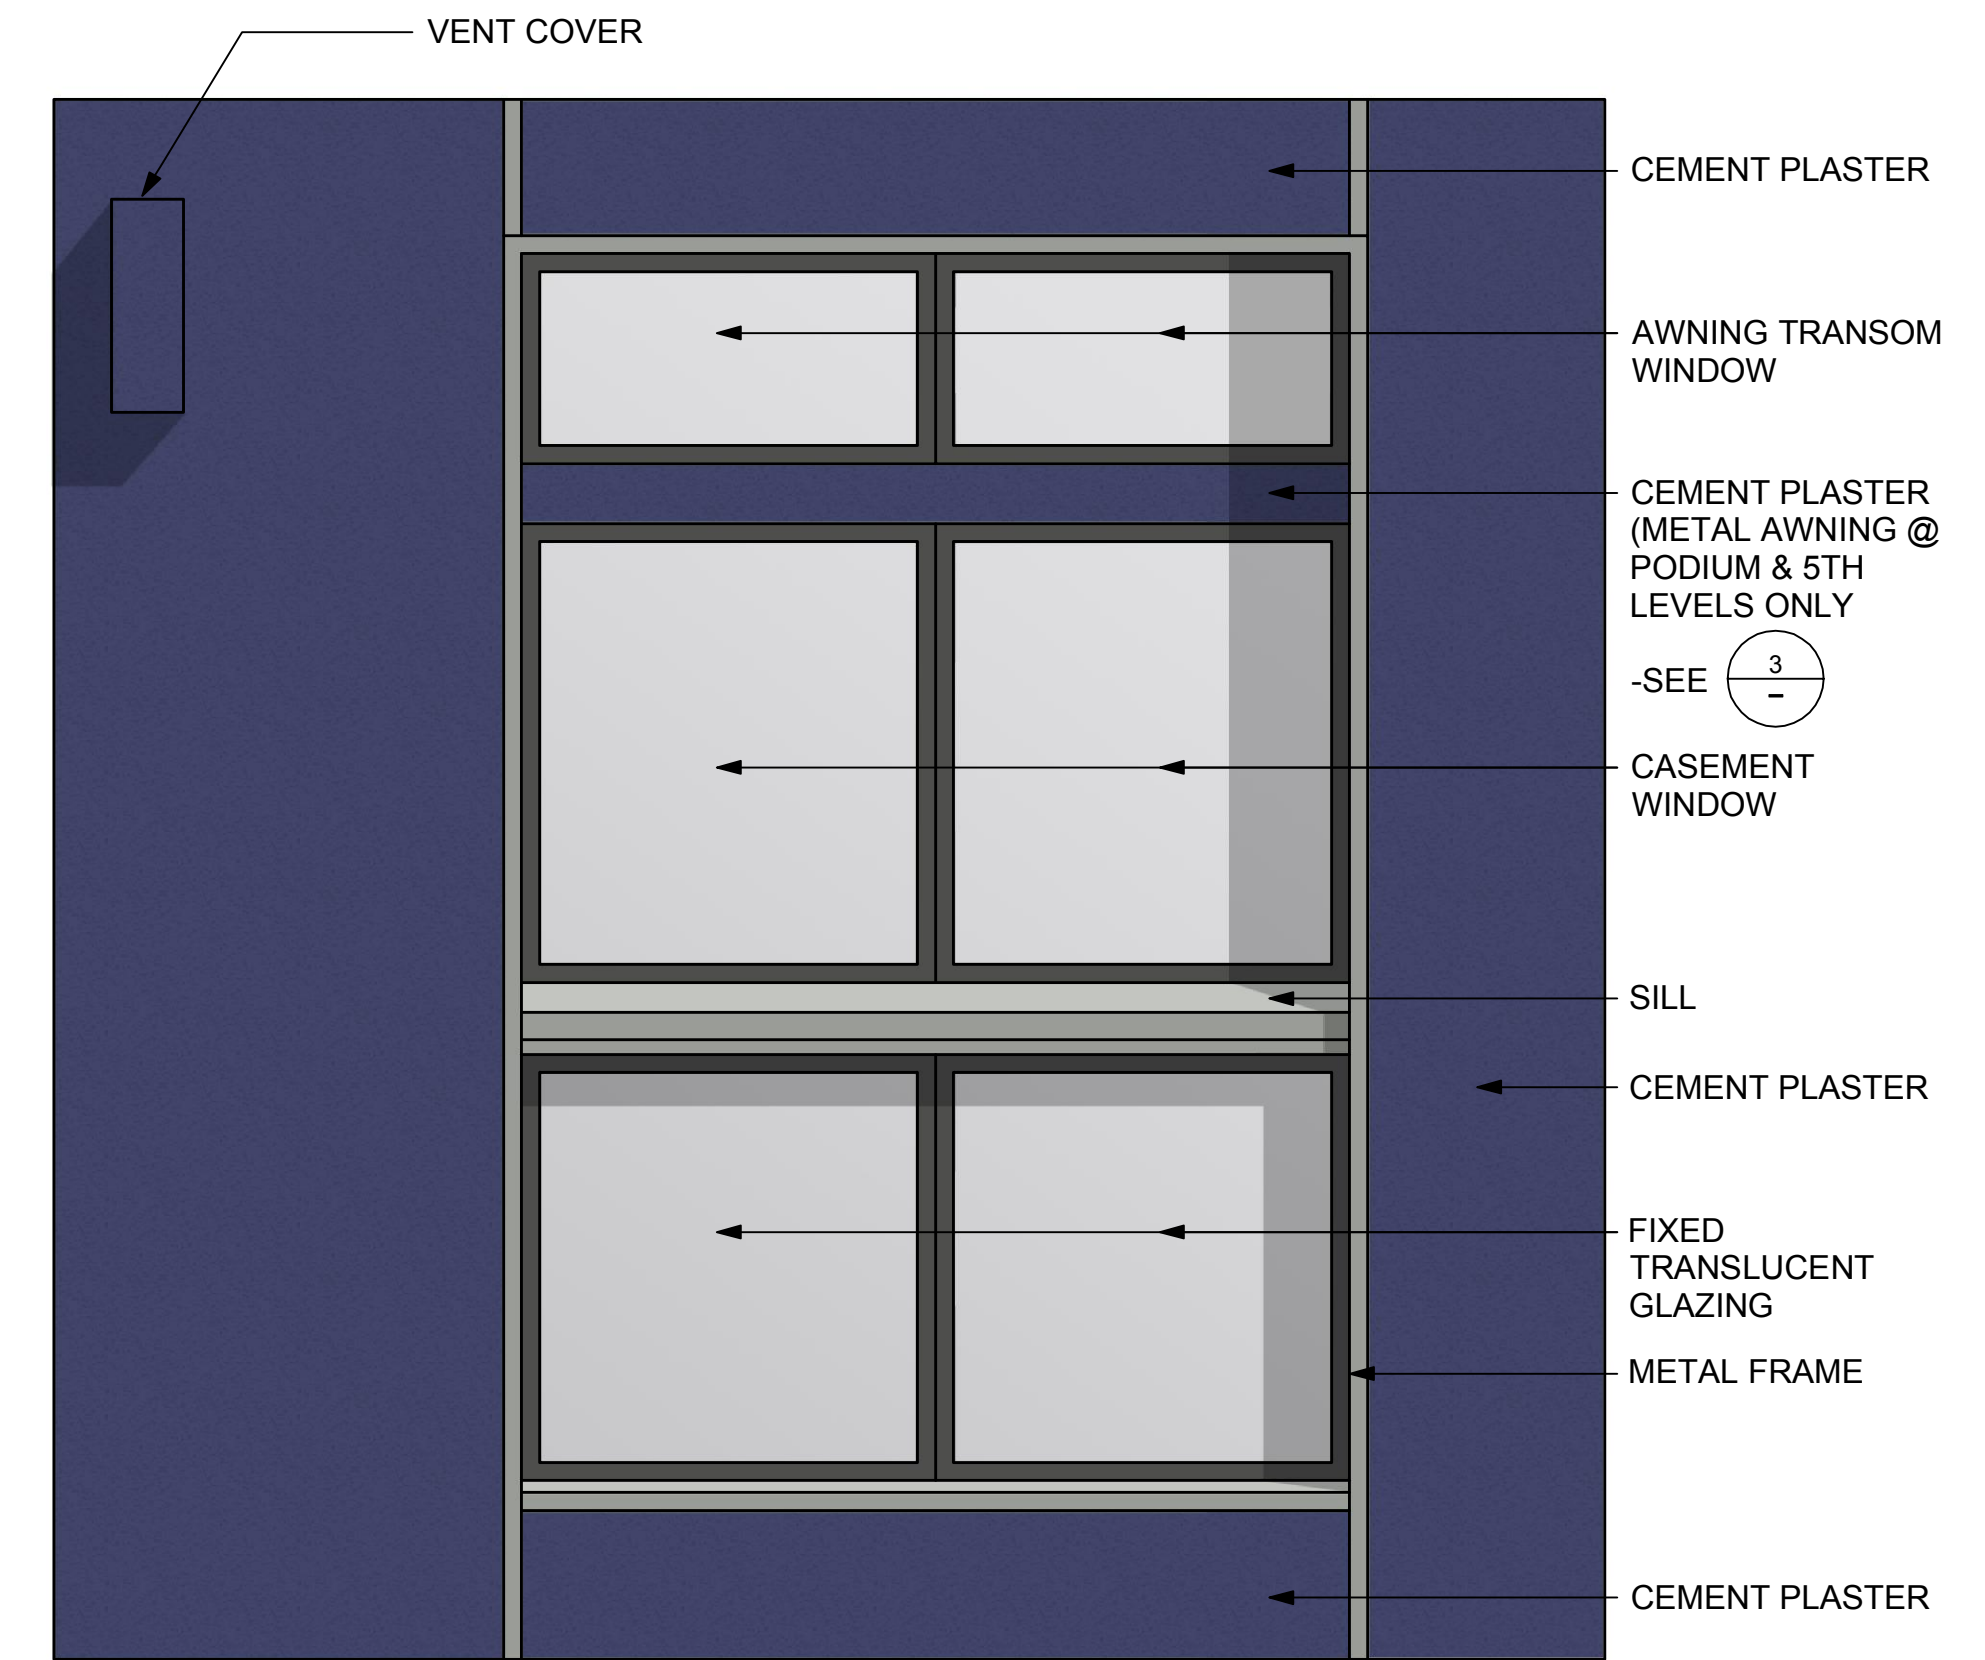 VENT COVER
CEMENT PLASTER
AWNING TRANSOM
WINDOW
CEMENT PLASTER
(METAL AWNING @
PODIUM & 5TH
LEVELS ONLY
-SEE 3
–
CASEMENT
WINDOW
SILL
CEMENT PLASTER
FIXED
TRANSLUCENT
GLAZING
METAL FRAME
CEMENT PLASTER